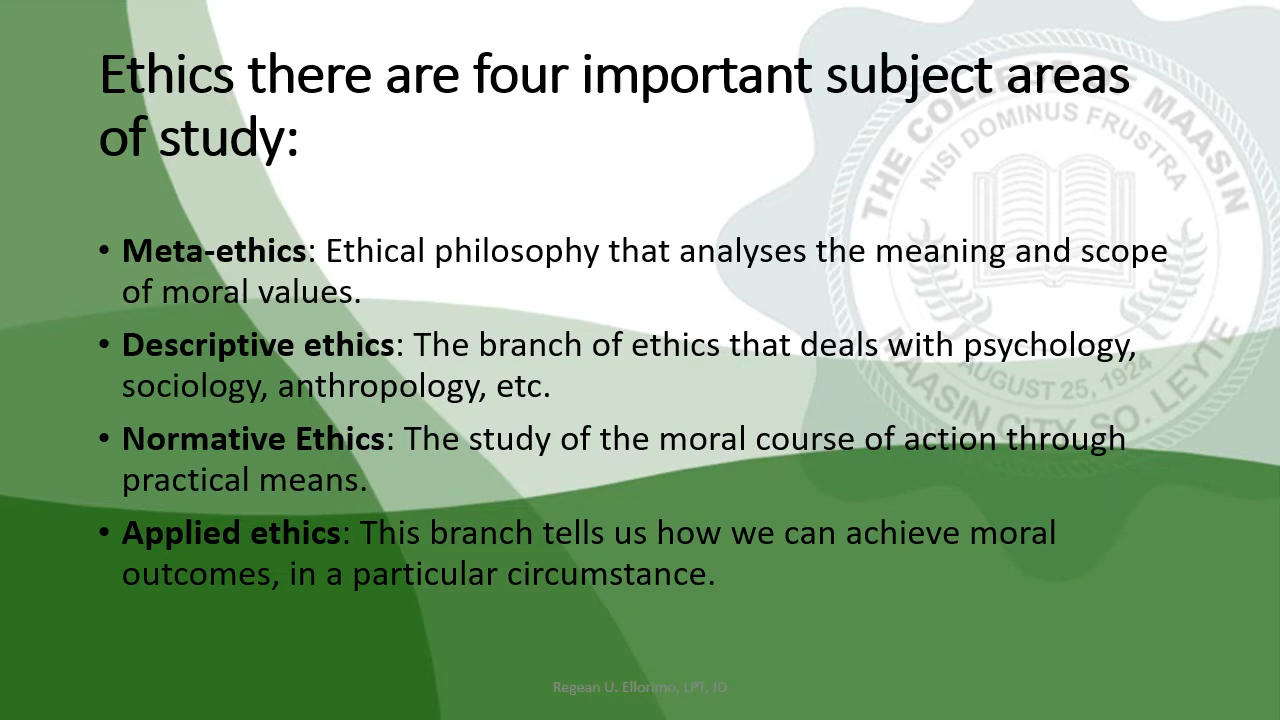 Ethics there are four important subject areas
of study:
• Meta-ethics: Ethical philosophy that analyses the meaning and scope
of moral values.
• Descriptive ethics: The branch of ethics that deals with psychology,
sociology, anthropology, etc.
• Normative Ethics: The study of the moral course of action through
practical means.
• Applied ethics: This branch tells us how we can achieve moral
outcomes, in a particular circumstance.
THE COLLEGE OF MAASIN
NISI DOMINUS FRUSTRA
AUGUST 25, 1924
MAASIN CITY, SO. LEYTE
Regean U. Ellorimo, LPT, JD